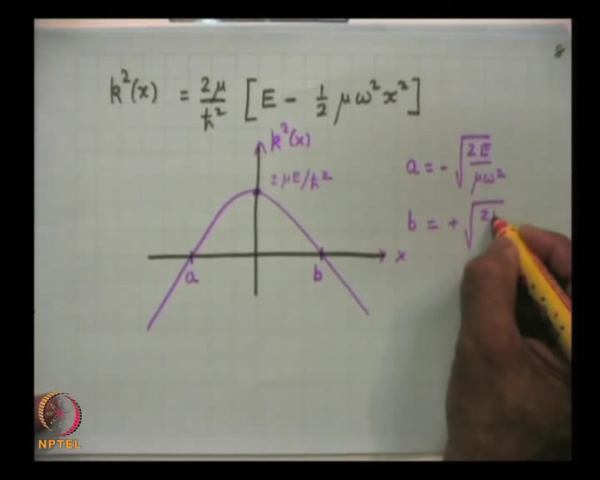 8
k²(x) = 2μ/ħ² [E - 1/2 μω²x²]
k²(x)
2μE/ħ²
a = -√(2E/μω²)
b = +√2
a
b
x
NPTEL